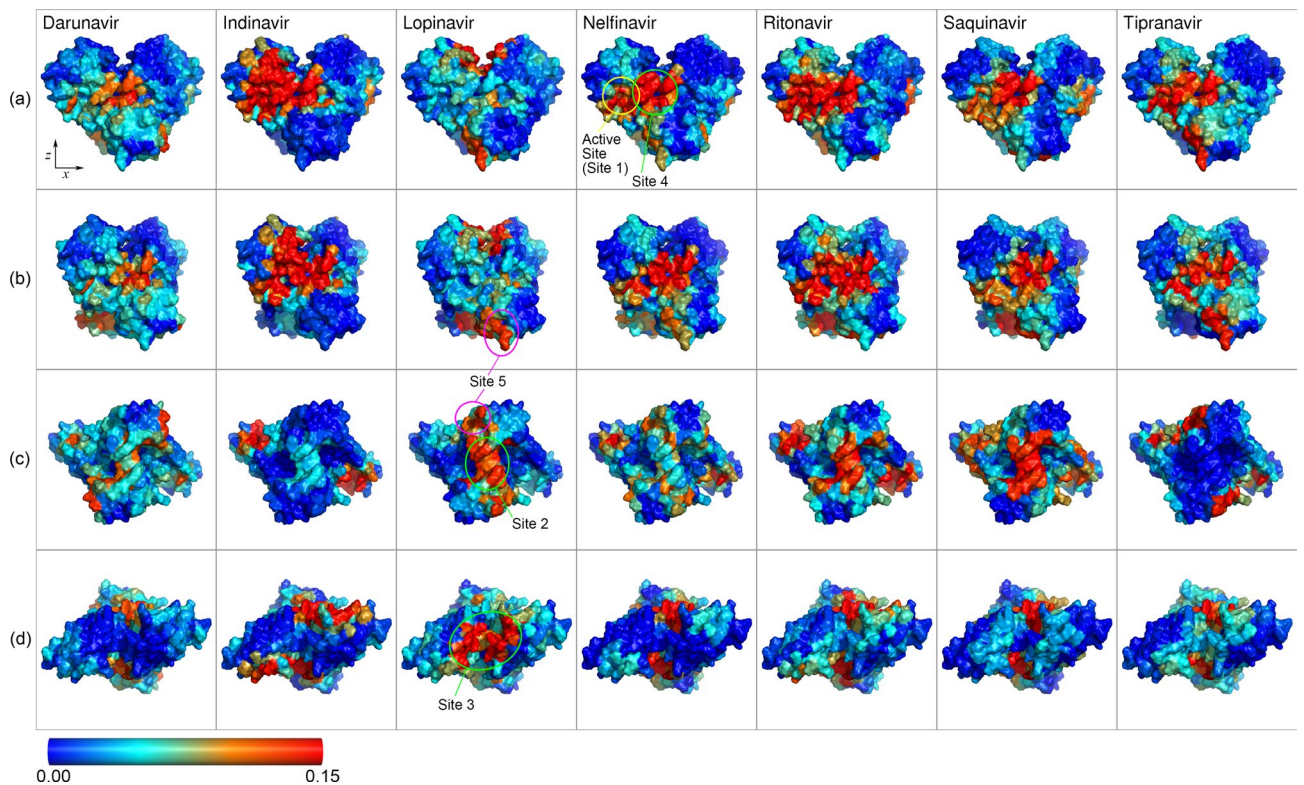 Darunavir Indinavir Lopinavir Nelfinavir Ritonavir Saquinavir Tipranavir
(a)
z
x
Active
Site
(Site 1)
Site 4
(b)
Site 5
(c)
Site 2
(d)
Site 3
0.00 0.15